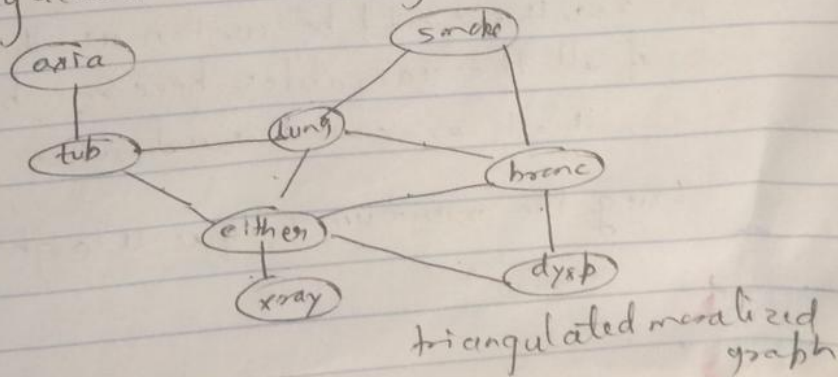 smoke
asia
lung
tub
bronc
either
dysp
xray
triangulated moralized
graph